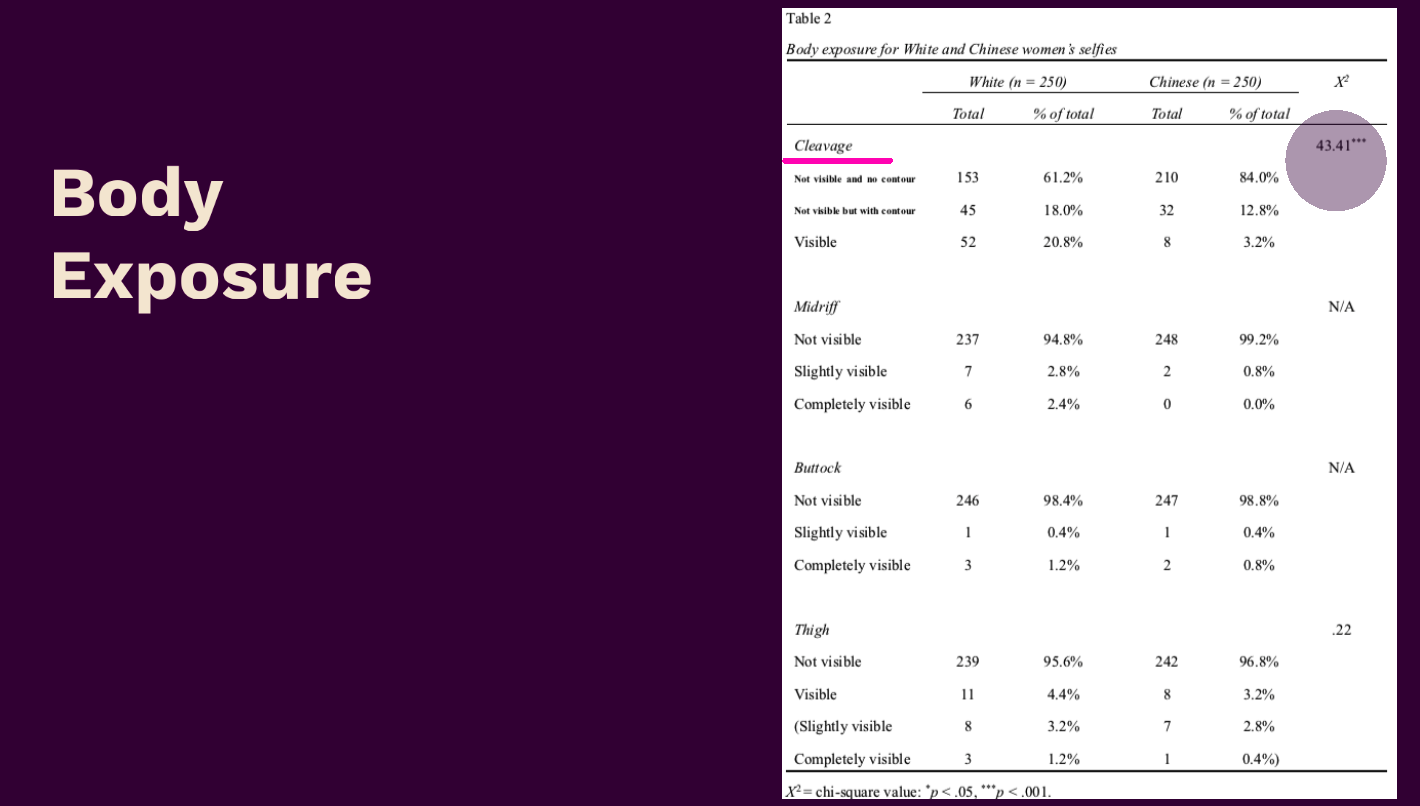 Body
Exposure
Table 2
Body exposure for White and Chinese women's selfies
White (n = 250) Chinese (n = 250) X²
Total % of total Total % of total
Cleavage 43.41***
Not visible and no contour 153 61.2% 210 84.0%
Not visible but with contour 45 18.0% 32 12.8%
Visible 52 20.8% 8 3.2%
Midriff N/A
Not visible 237 94.8% 248 99.2%
Slightly visible 7 2.8% 2 0.8%
Completely visible 6 2.4% 0 0.0%
Buttock N/A
Not visible 246 98.4% 247 98.8%
Slightly visible 1 0.4% 1 0.4%
Completely visible 3 1.2% 2 0.8%
Thigh .22
Not visible 239 95.6% 242 96.8%
Visible 11 4.4% 8 3.2%
(Slightly visible 8 3.2% 7 2.8%
Completely visible 3 1.2% 1 0.4%)
X² = chi-square value: *p < .05, ***p < .001.